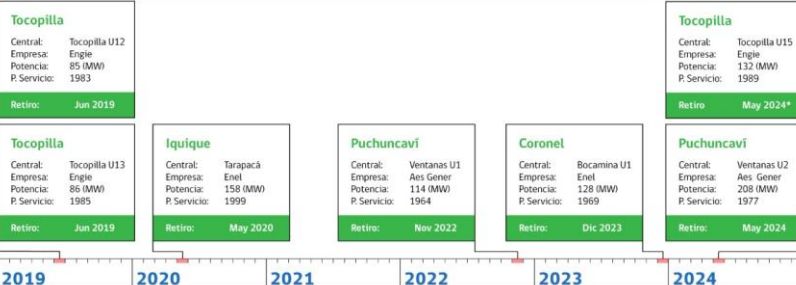 Tocopilla
Central: Tocopilla U12
Empresa: Engie
Potencia: 85 (MW)
P. Servicio: 1983
Retiro: Jun 2019
Tocopilla
Central: Tocopilla U15
Empresa: Engie
Potencia: 132 (MW)
P. Servicio: 1989
Retiro May 2024*
Tocopilla
Central: Tocopilla U13
Empresa: Engie
Potencia: 86 (MW)
P. Servicio: 1985
Retiro: Jun 2019
Iquique
Central: Tarapacá
Empresa: Enel
Potencia: 158 (MW)
P. Servicio: 1999
Retiro: May 2020
Puchuncaví
Central: Ventanas U1
Empresa: Aes Gener
Potencia: 114 (MW)
P. Servicio: 1964
Retiro: Nov 2022
Coronel
Central: Bocamina U1
Empresa: Enel
Potencia: 128 (MW)
P. Servicio: 1969
Retiro: Dic 2023
Puchuncaví
Central: Ventanas U2
Empresa: Aes Gener
Potencia: 208 (MW)
P. Servicio: 1977
Retiro: May 2024
2019 2020 2021 2022 2023 2024